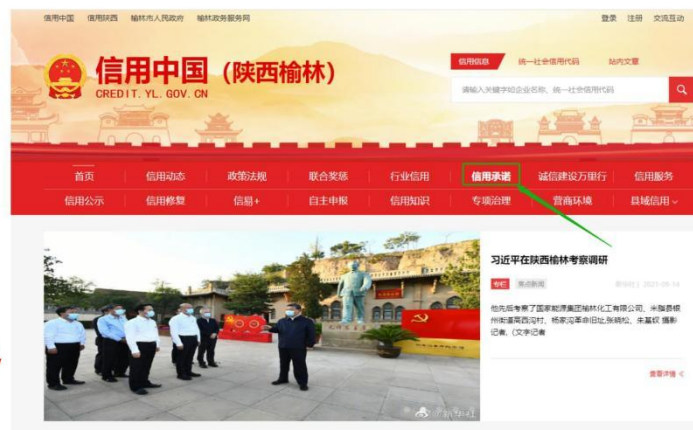 信用中国 信用陕西 榆林市人民政府 榆林政务服务网 登录 注册 交流互动
信用中国（陕西榆林）
CREDIT.YL.GOV.CN
信用信息 统一社会信用代码 站内文章
请输入关键字如企业名称、统一社会信用代码
首页 信用动态 政策法规 联合奖惩 行业信用 信用承诺 诚信建设万里行 信用服务
信用公示 信用修复 信易+ 自主申报 信用知识 专项治理 营商环境 县域信用
习近平在陕西榆林考察调研
专栏 焦点新闻 2021-09-14
他先后考察了国家能源集团榆林化工有限公司、米脂县银
州街道高西沟村、杨家沟革命旧址,张晓松、朱基钗 摄影
记者, (文字记者
查看详情 <